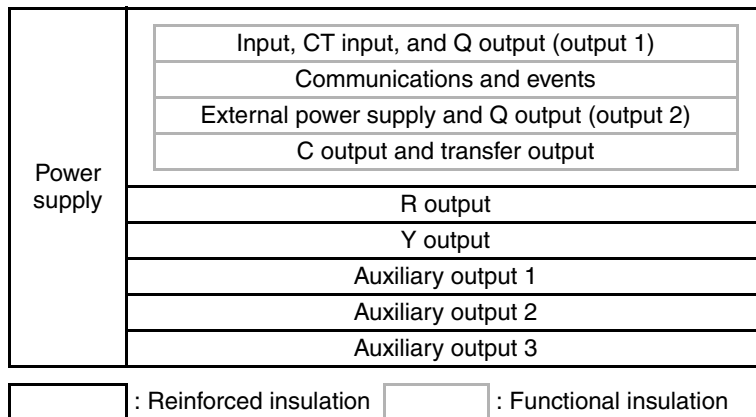 Power
supply
Input, CT input, and Q output (output 1)
Communications and events
External power supply and Q output (output 2)
C output and transfer output
R output
Y output
Auxiliary output 1
Auxiliary output 2
Auxiliary output 3
: Reinforced insulation : Functional insulation